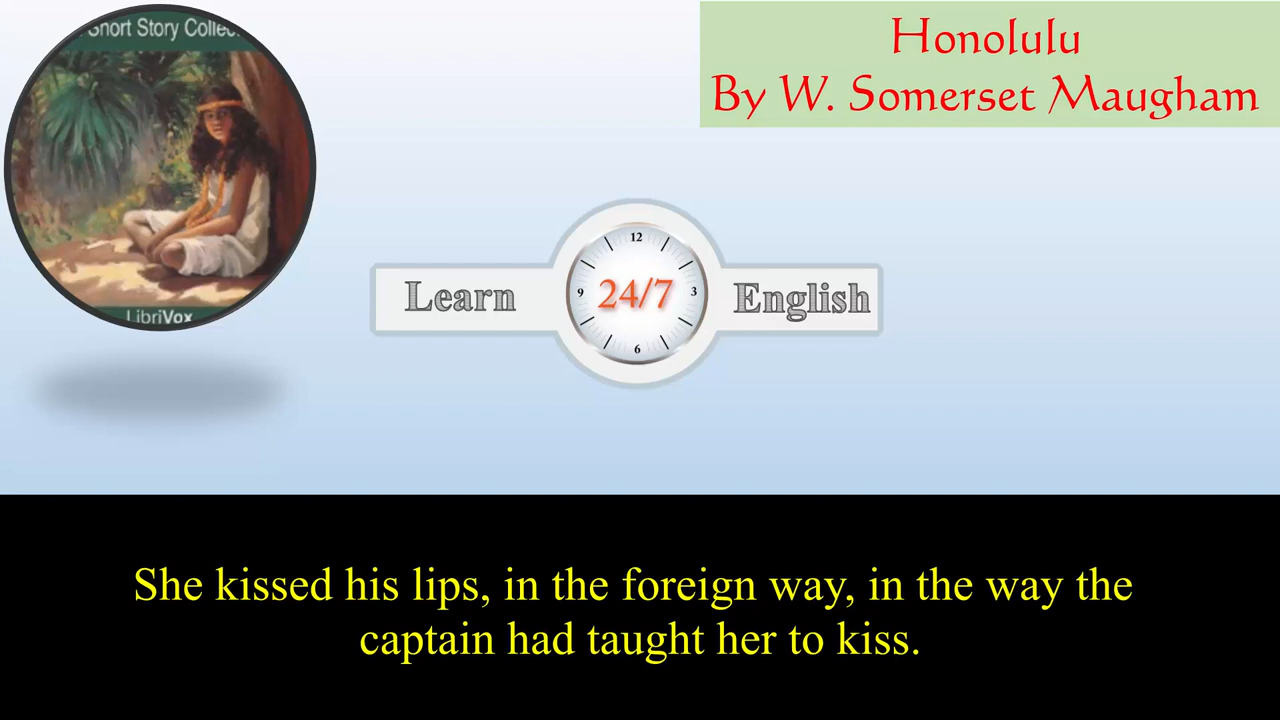 Short Story Collec
Honolulu
By W. Somerset Maugham
12
Learn
9
24/7
3
English
6
LibriVox
She kissed his lips, in the foreign way, in the way the
captain had taught her to kiss.